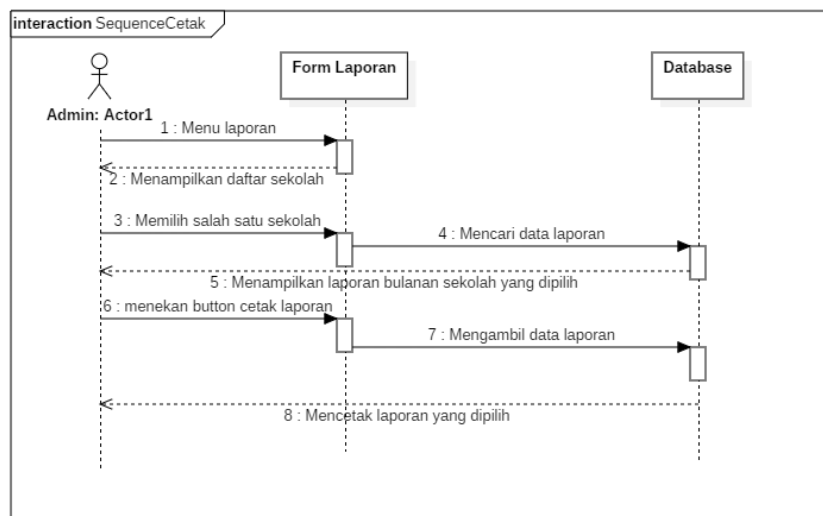 interaction SequenceCetak
Form Laporan
Database
Admin: Actor1
1 : Menu laporan
2 : Menampilkan daftar sekolah
3 : Memilih salah satu sekolah
4 : Mencari data laporan
5 : Menampilkan laporan bulanan sekolah yang dipilih
6 : menekan button cetak laporan
7 : Mengambil data laporan
8 : Mencetak laporan yang dipilih